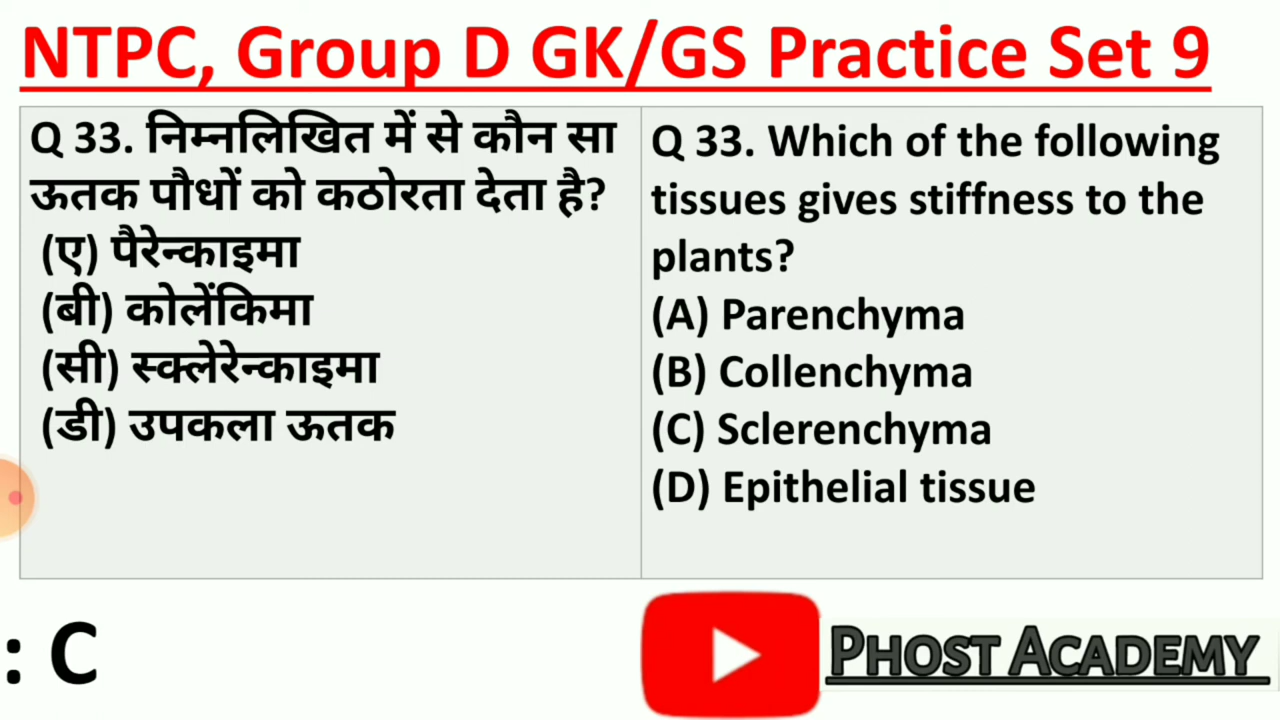 NTPC, Group D GK/GS Practice Set 9
Q 33. निम्नलिखित में से कौन सा
ऊतक पौधों को कठोरता देता है?
(ए) पैरेन्काइमा
(बी) कोलेंकिमा
(सी) स्क्लेरेन्काइमा
(डी) उपकला ऊतक
Q 33. Which of the following
tissues gives stiffness to the
plants?
(A) Parenchyma
(B) Collenchyma
(C) Sclerenchyma
(D) Epithelial tissue
: C
PHOST ACADEMY